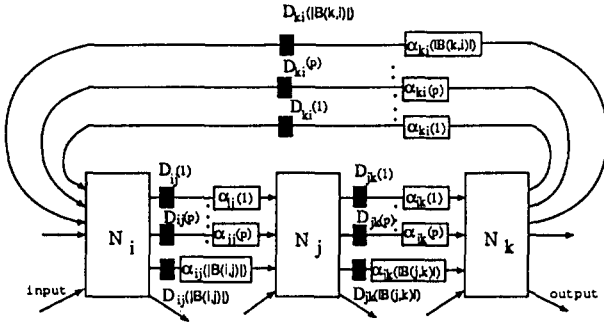 D_ki(|B(k,i)|)
α_ki(|B(k,i)|)
D_ki(p)
α_ki(p)
D_ki(1)
α_ki(1)
D_ij(1) D_jk(1)
α_ij(1) α_jk(1)
D_ij(p) D_jk(p)
α_ij(p) α_jk(p)
N_i N_j N_k
α_ij(|B(i,j)|) α_jk(|B(j,k)|)
input output
D_ij(|B(i,j)|) D_jk(|B(j,k)|)